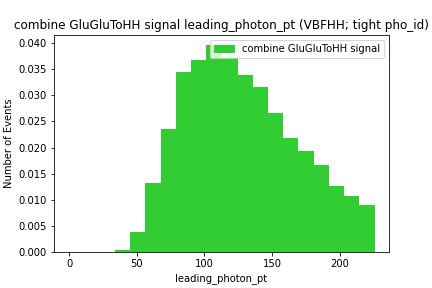 combine GluGluToHH signal leading_photon_pt (VBFHH; tight pho_id)
combine GluGluToHH signal
Number of Events
0.040
0.035
0.030
0.025
0.020
0.015
0.010
0.005
0.000
0 50 100 150 200
leading_photon_pt